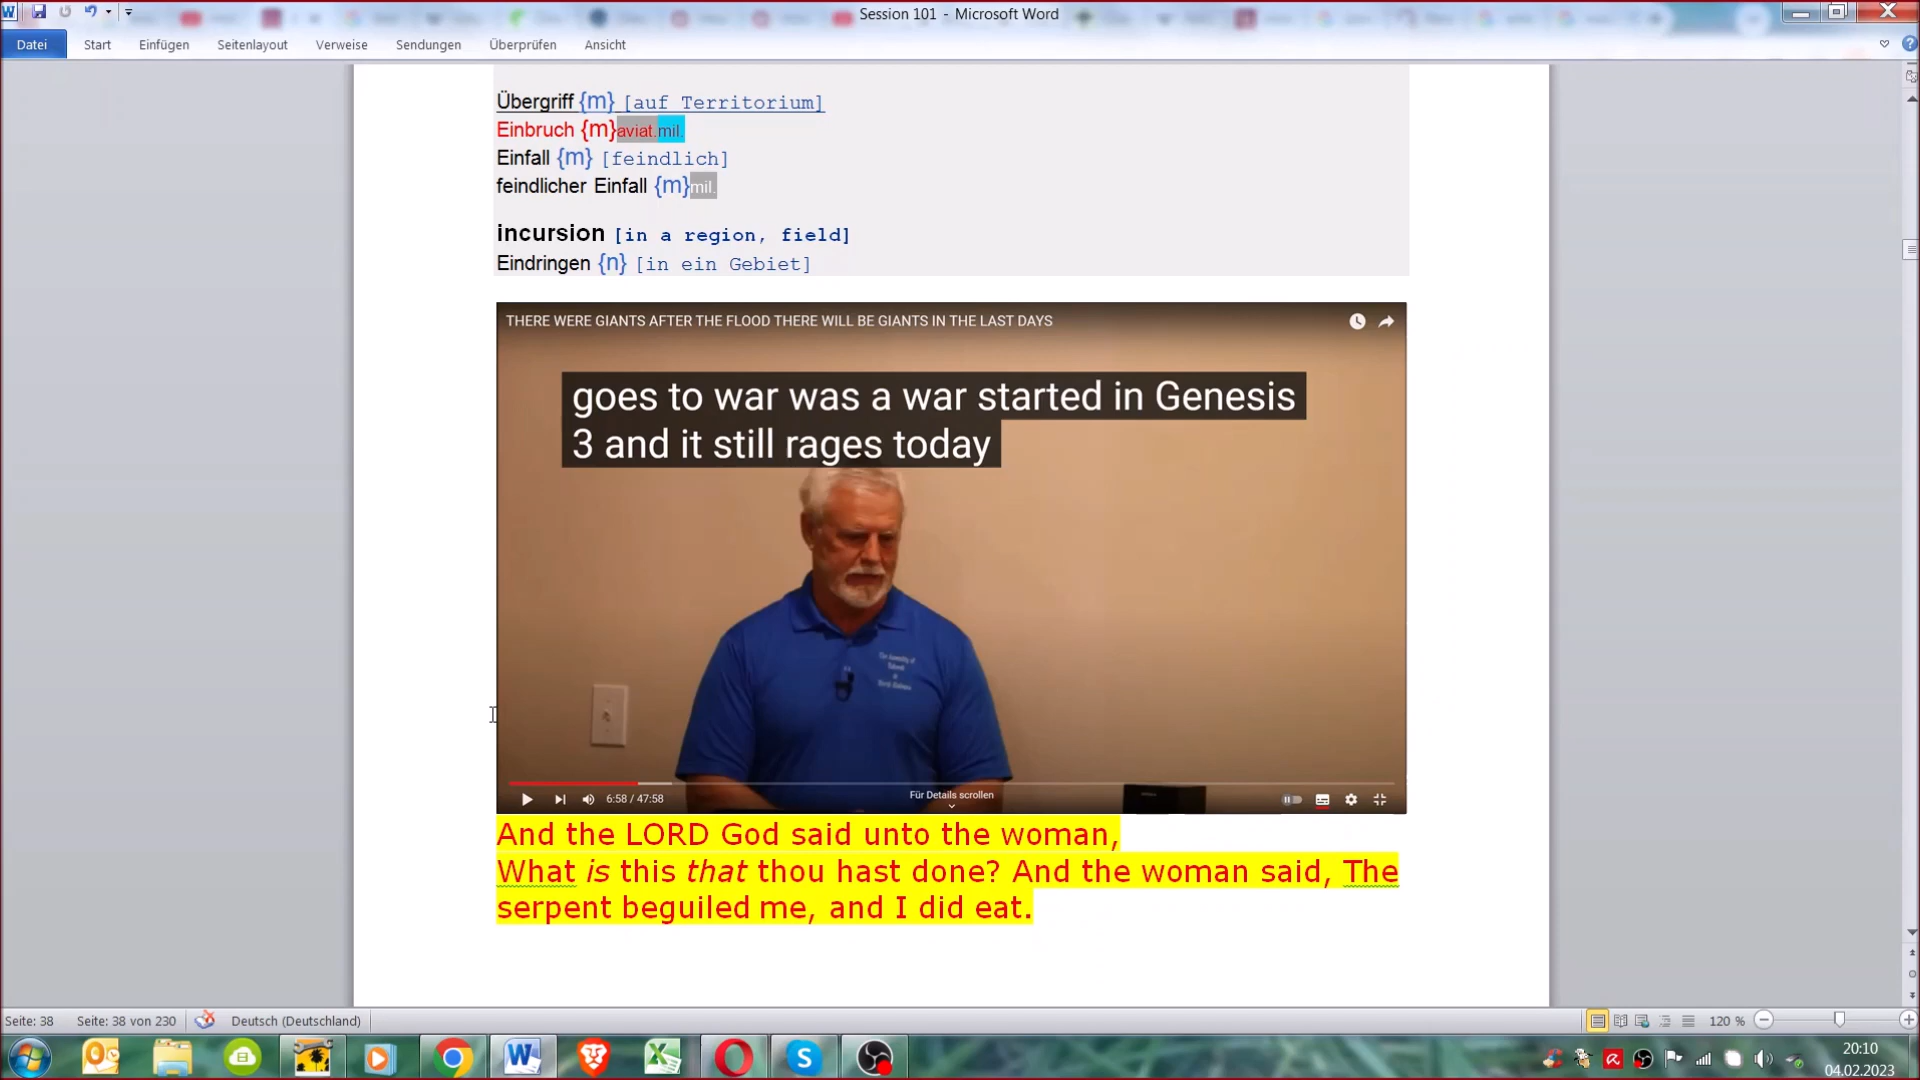 Session 101 - Microsoft Word
Datei Start Einfügen Seitenlayout Verweise Sendungen Überprüfen Ansicht
Übergriff {m} [auf Territorium]
Einbruch {m}aviat.mil.
Einfall {m} [feindlich]
feindlicher Einfall {m}mil.
incursion [in a region, field]
Eindringen {n} [in ein Gebiet]
THERE WERE GIANTS AFTER THE FLOOD THERE WILL BE GIANTS IN THE LAST DAYS
goes to war was a war started in Genesis
3 and it still rages today
6:58 / 47:58
Für Details scrollen
And the LORD God said unto the woman,
What is this that thou hast done? And the woman said, The
serpent beguiled me, and I did eat.
Seite: 38 Seite: 38 von 230 Deutsch (Deutschland) 120 %
20:10
04.02.2023